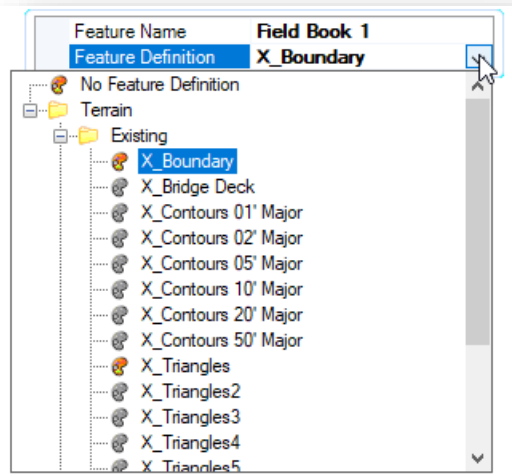 Feature Name Field Book 1
Feature Definition X_Boundary
No Feature Definition
Terrain
Existing
X_Boundary
X_Bridge Deck
X_Contours 01' Major
X_Contours 02' Major
X_Contours 05' Major
X_Contours 10' Major
X_Contours 20' Major
X_Contours 50' Major
X_Triangles
X_Triangles2
X_Triangles3
X_Triangles4
X_Triangles5